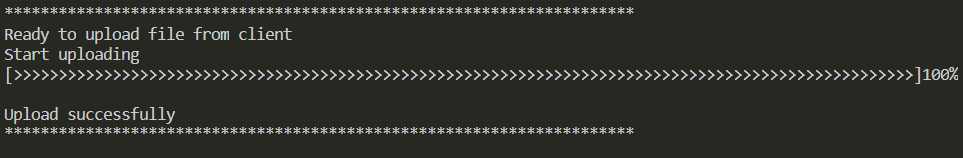 **********************************************************************
Ready to upload file from client
Start uploading
[>>>>>>>>>>>>>>>>>>>>>>>>>>>>>>>>>>>>>>>>>>>>>>>>>>>>>>>>>>>>>>>>>>>>>>>>>>>>>>>>>>>>>>>>>>>>>>>>>>>>]100%
Upload successfully
**********************************************************************